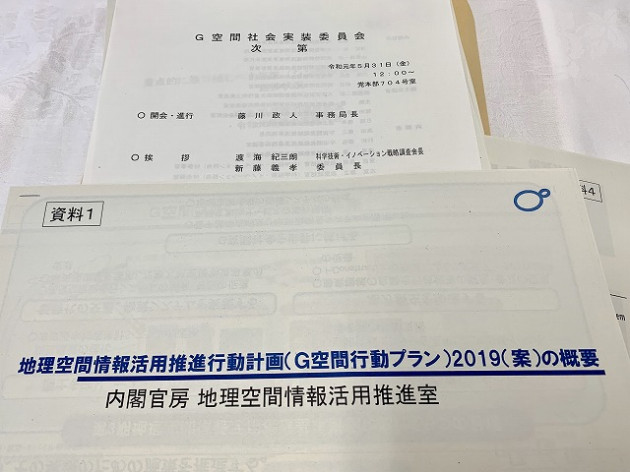 G空間社会実装委員会
次 第
令和元年5月31日(金)
12:00～
党本部704号室
○ 開会・進行 藤川政人 事務局長
○ 挨 拶 渡海紀三朗 科学技術・イノベーション戦略調査会長
新藤義孝 委員長
資料1
料4
地理空間情報活用推進行動計画(G空間行動プラン)2019(案)の概要
内閣官房 地理空間情報活用推進室